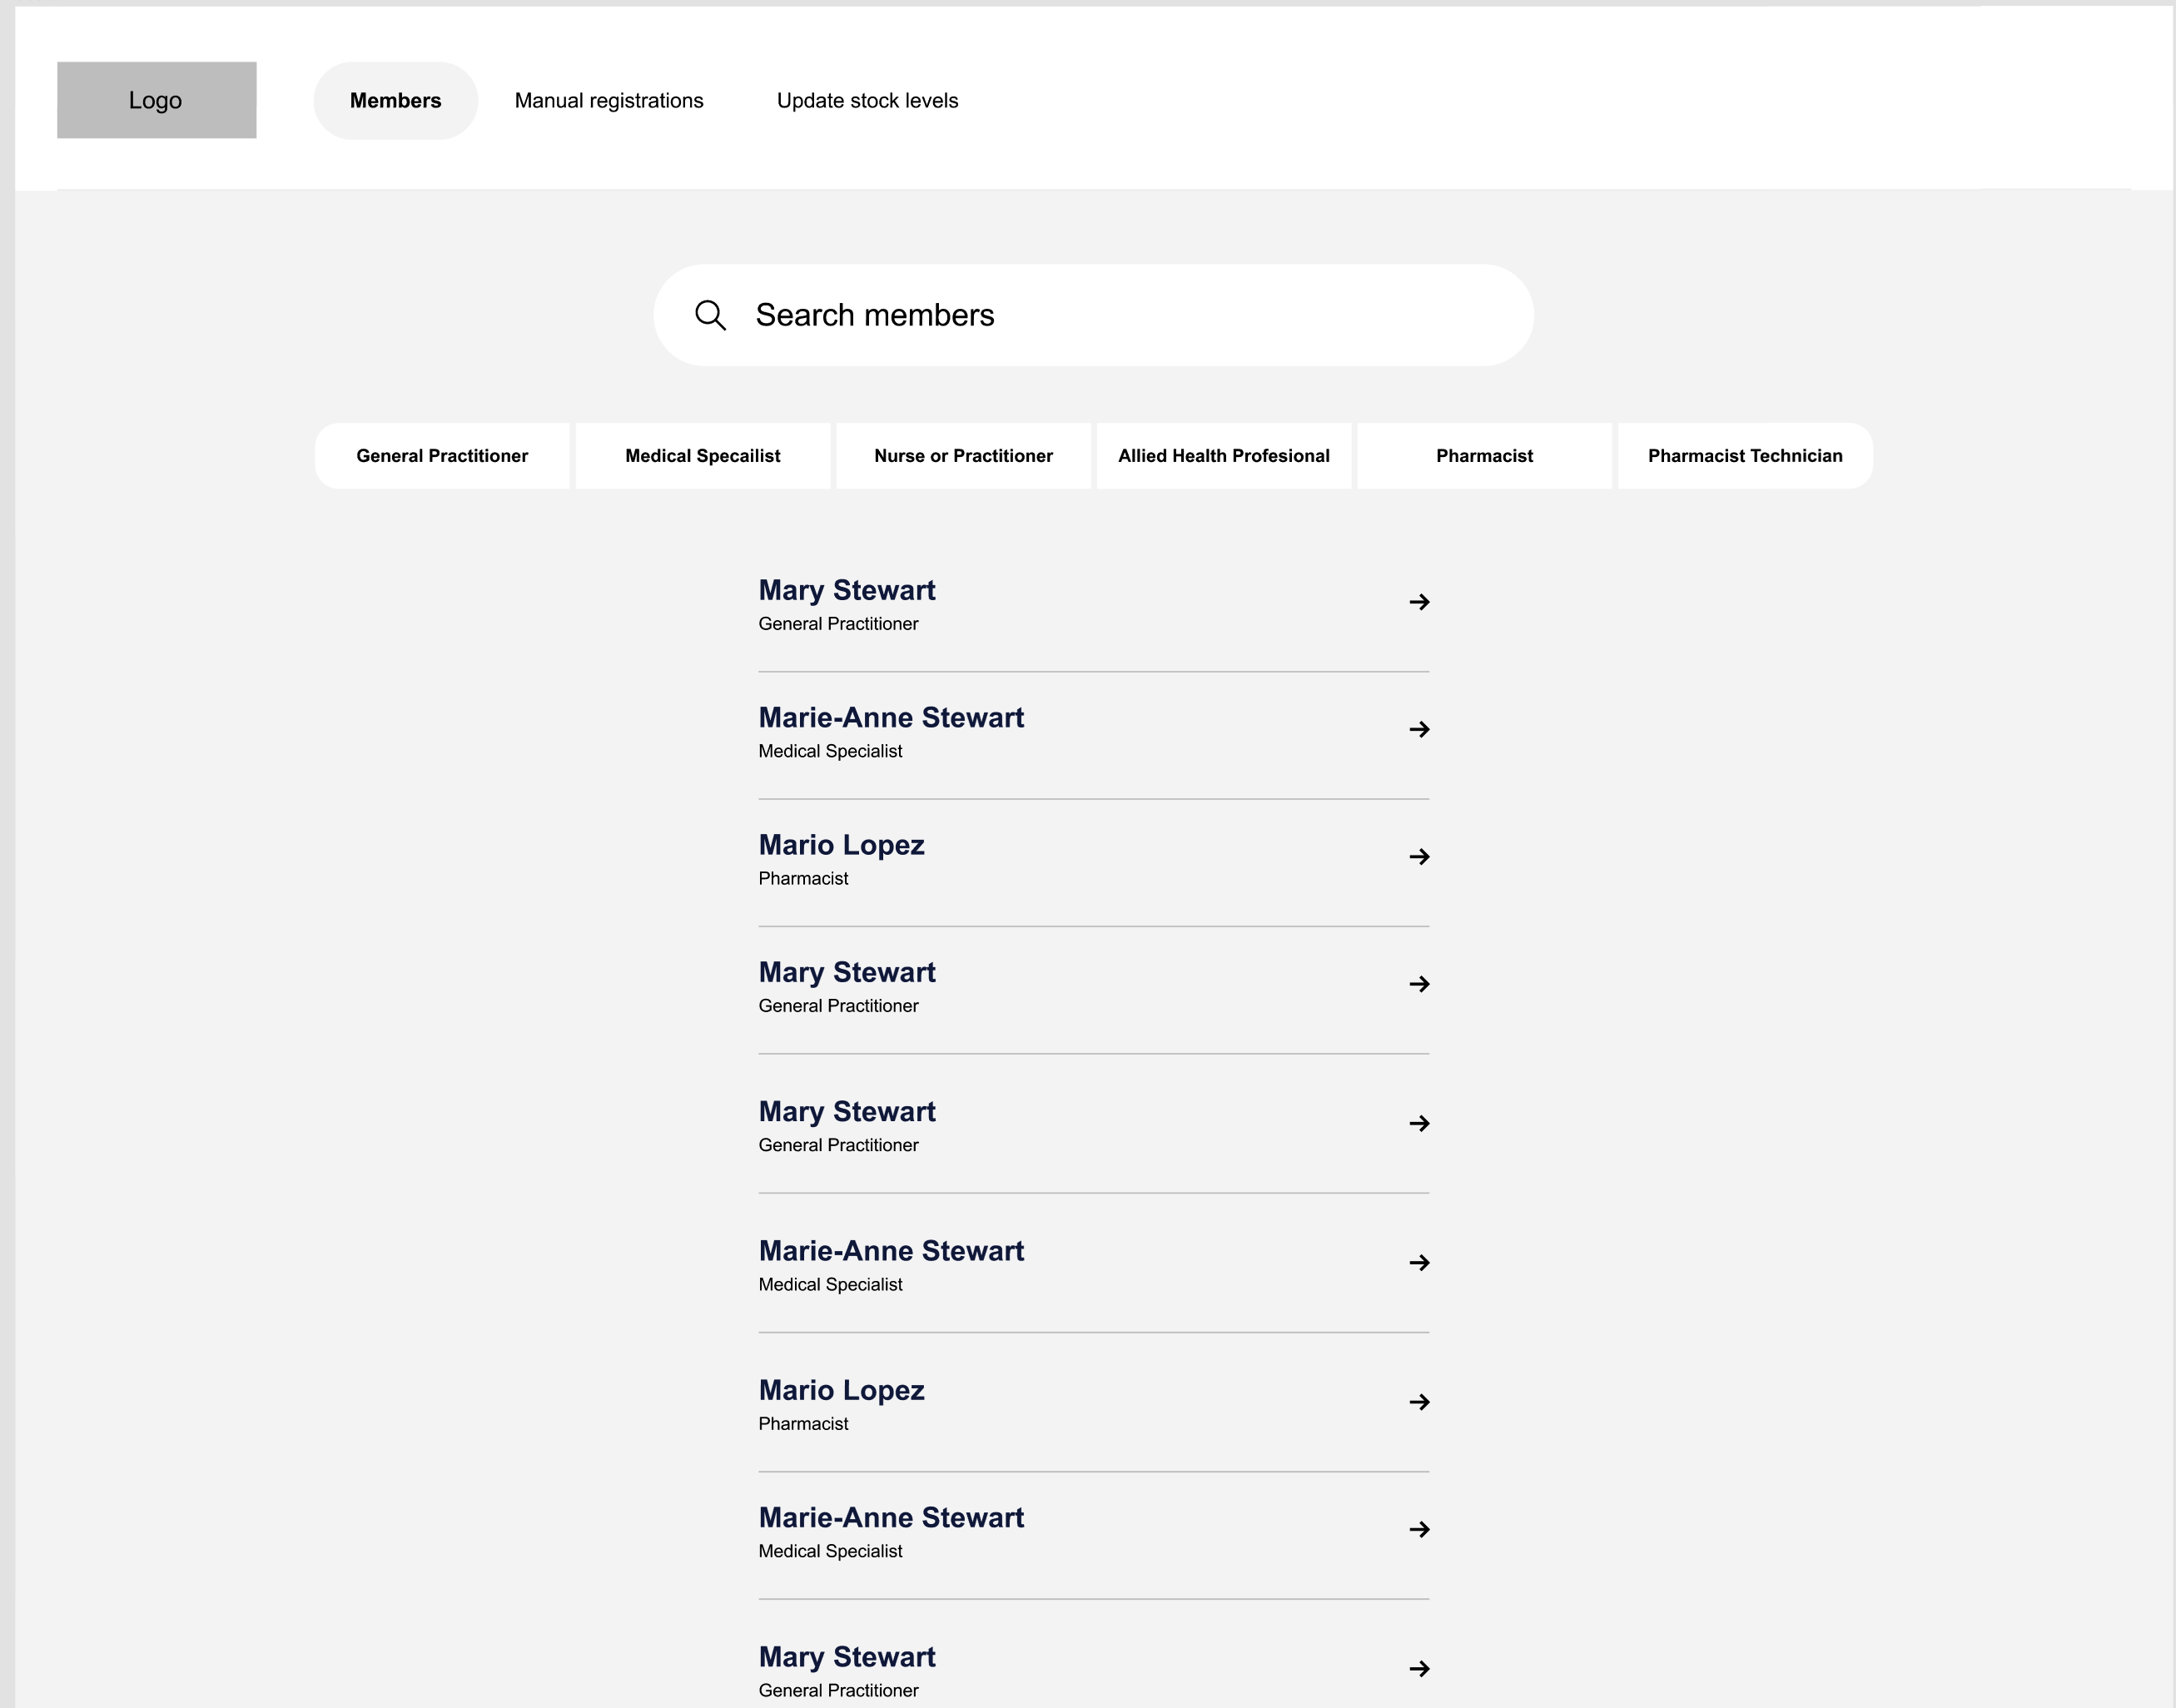 Logo
Members
Manual registrations
Update stock levels
Search members
General Practitioner
Medical Specailist
Nurse or Practitioner
Allied Health Profesional
Pharmacist
Pharmacist Technician
Mary Stewart
General Practitioner
Marie-Anne Stewart
Medical Specialist
Mario Lopez
Pharmacist
Mary Stewart
General Practitioner
Mary Stewart
General Practitioner
Marie-Anne Stewart
Medical Specialist
Mario Lopez
Pharmacist
Marie-Anne Stewart
Medical Specialist
Mary Stewart
General Practitioner